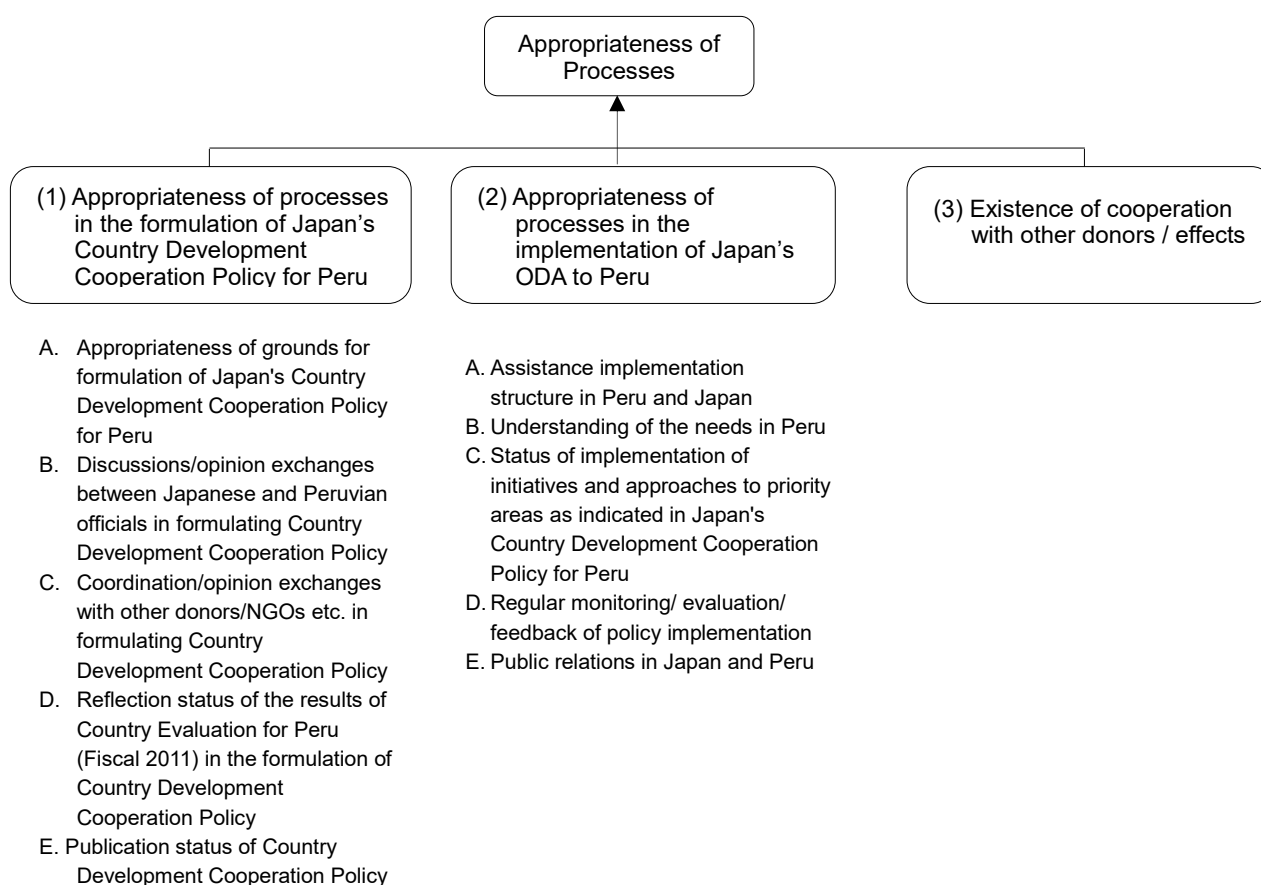 Appropriateness of
Processes
(1) Appropriateness of processes
in the formulation of Japan’s
Country Development
Cooperation Policy for Peru
(2) Appropriateness of
processes in the
implementation of Japan’s
ODA to Peru
(3) Existence of cooperation
with other donors / effects
A. Appropriateness of grounds for
formulation of Japan's Country
Development Cooperation Policy
for Peru
B. Discussions/opinion exchanges
between Japanese and Peruvian
officials in formulating Country
Development Cooperation Policy
C. Coordination/opinion exchanges
with other donors/NGOs etc. in
formulating Country
Development Cooperation Policy
D. Reflection status of the results of
Country Evaluation for Peru
(Fiscal 2011) in the formulation of
Country Development
Cooperation Policy
E. Publication status of Country
Development Cooperation Policy
A. Assistance implementation
structure in Peru and Japan
B. Understanding of the needs in Peru
C. Status of implementation of
initiatives and approaches to priority
areas as indicated in Japan's
Country Development Cooperation
Policy for Peru
D. Regular monitoring/ evaluation/
feedback of policy implementation
E. Public relations in Japan and Peru